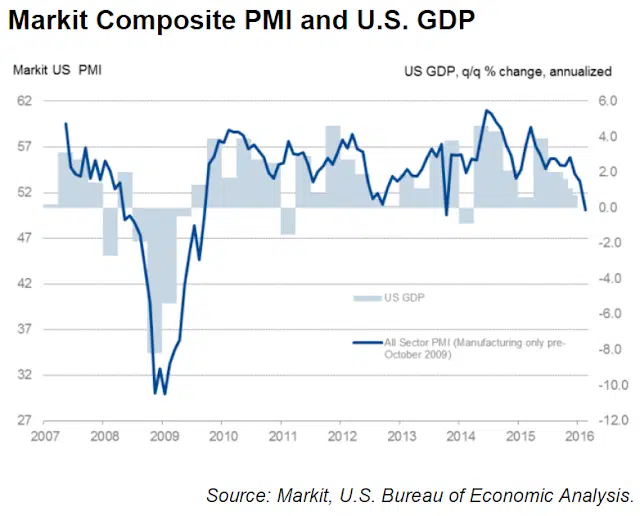 Markit Composite PMI and U.S. GDP
Markit US PMI
US GDP, q/q % change, annualized
62
57
52
47
42
37
32
27
6.0
4.0
2.0
0.0
-2.0
-4.0
-6.0
-8.0
-10.0
-12.0
US GDP
All Sector PMI (Manufacturing only pre-
October 2009)
2007 2008 2009 2010 2011 2012 2013 2014 2015 2016
Source: Markit, U.S. Bureau of Economic Analysis.